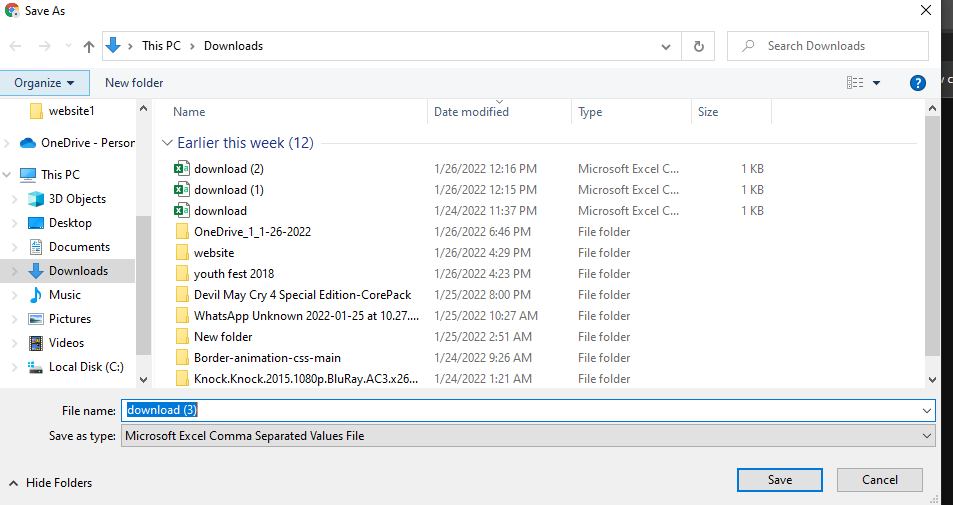 Save As
This PC > Downloads
Search Downloads
Organize
New folder
?
website1
OneDrive - Person
This PC
3D Objects
Desktop
Documents
Downloads
Music
Pictures
Videos
Local Disk (C:)
Name Date modified Type Size
Earlier this week (12)
download (2) 1/26/2022 12:16 PM Microsoft Excel C... 1 KB
download (1) 1/26/2022 12:15 PM Microsoft Excel C... 1 KB
download 1/24/2022 11:37 PM Microsoft Excel C... 1 KB
OneDrive_1_1-26-2022 1/26/2022 6:46 PM File folder
website 1/26/2022 4:29 PM File folder
youth fest 2018 1/26/2022 4:23 PM File folder
Devil May Cry 4 Special Edition-CorePack 1/25/2022 8:00 PM File folder
WhatsApp Unknown 2022-01-25 at 10.27.... 1/25/2022 10:27 AM File folder
New folder 1/25/2022 2:51 AM File folder
Border-animation-css-main 1/24/2022 9:26 AM File folder
Knock.Knock.2015.1080p.BluRay.AC3.x26... 1/24/2022 1:21 AM File folder
File name: download (3)
Save as type: Microsoft Excel Comma Separated Values File
Hide Folders
Save
Cancel